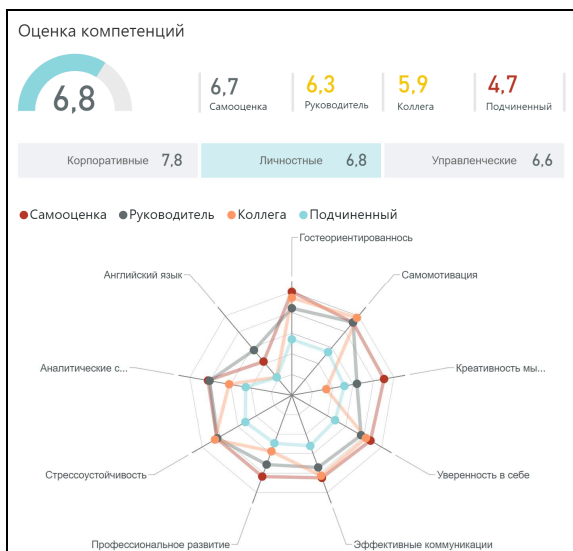 Оценка компетенций
6,8
6,7
Самооценка
6,3
Руководитель
5,9
Коллега
4,7
Подчиненный
Корпоративные 7,8
Личностные 6,8
Управленческие 6,6
Самооценка Руководитель Коллега Подчиненный
Гостеориентированнось
Английский язык
Самомотивация
Аналитические с...
Креативность мы...
Стрессоустойчивость
Уверенность в себе
Профессиональное развитие
Эффективные коммуникации